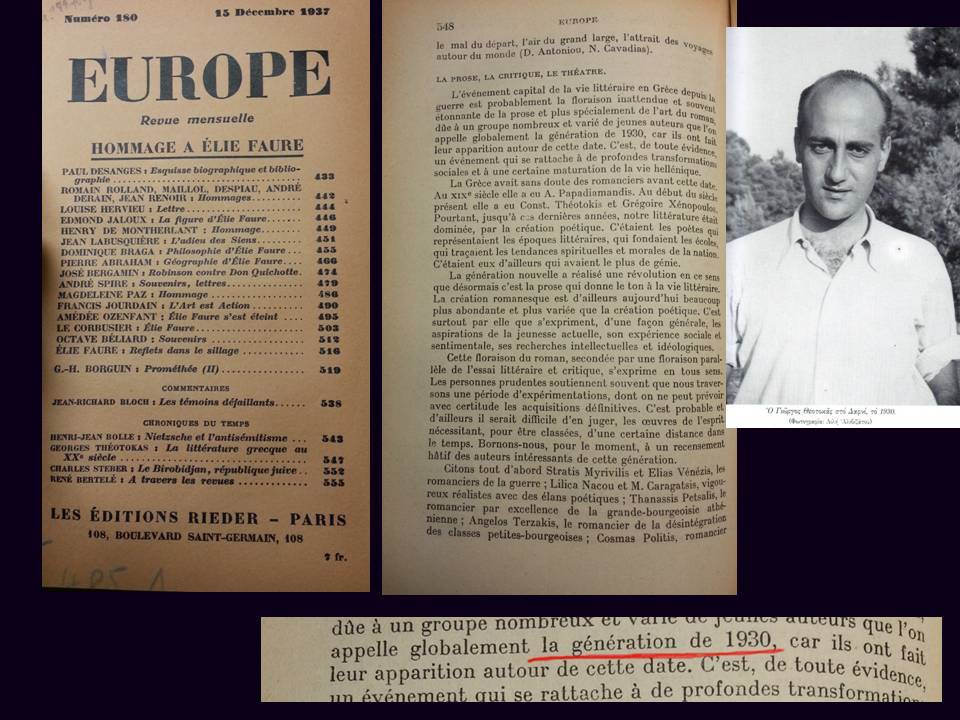 Numéro 180
15 Décembre 1937
EUROPE
Revue mensuelle
HOMMAGE A ÉLIE FAURE
PAUL DESANGES : Esquisse biographique et biblio-
graphie .......... 433
ROMAIN ROLLAND, MAILLOL, DESPIAU, ANDRÉ
DERAIN, JEAN RENOIR : Hommages.......... 442
LOUISE HERVIEU : Lettre .......... 444
EDMOND JALOUX : La figure d'Élie Faure.......... 446
HENRY DE MONTHERLANT : Hommage.......... 449
JEAN LABUSQUIÈRE : L'adieu des Siens.......... 451
DOMINIQUE BRAGA : Philosophie d'Élie Faure... 455
PIERRE ABRAHAM : Géographie d'Élie Faure.... 466
JOSÉ BERGAMIN : Robinson contre Don Quichotte. 474
ANDRÉ SPIRE : Souvenirs, lettres.......... 479
MAGDELEINE PAZ : Hommage .......... 486
FRANCIS JOURDAIN : L'Art est Action .......... 490
AMÉDÉE OZENFANT : Élie Faure s'est éteint ..... 495
LE CORBUSIER : Élie Faure.......... 503
OCTAVE BÉLIARD : Souvenirs .......... 512
ÉLIE FAURE : Reflets dans le sillage .......... 516
G.-H. BORGUIN : Prométhée (II).......... 519
COMMENTAIRES
JEAN-RICHARD BLOCH : Les témoins défaillants...... 538
CHRONIQUES DU TEMPS
HENRI-JEAN BOLLE : Nietzsche et l'antisémitisme ... 543
GEORGES THÉOTOKAS : La littérature grecque au
XXe siècle .......... 547
CHARLES STEBER : Le Birobidjan, république juive .. 552
RENÉ BERTELÉ : A travers les revues .......... 555
LES ÉDITIONS RIEDER – PARIS
108, BOULEVARD SAINT-GERMAIN, 108
7 fr.
548 EUROPE
le mal du départ, l'air du grand large, l'attrait des voyages
autour du monde (D. Antoniou, N. Cavadias).
LA PROSE, LA CRITIQUE, LE THÉATRE.
L'événement capital de la vie littéraire en Grèce depuis la
guerre est probablement la floraison inattendue et souvent
étonnante de la prose et plus spécialement de l'art du roman,
dûe à un groupe nombreux et varié de jeunes auteurs que l'on
appelle globalement la génération de 1930, car ils ont fait
leur apparition autour de cette date. C'est, de toute évidence,
un événement qui se rattache à de profondes transformations
sociales et à une certaine maturation de la vie hellénique.
La Grèce avait sans doute des romanciers avant cette date.
Au XIXe siècle elle a eu A. Papadiamandis. Au début du siècle
présent elle a eu Const. Théotokis et Grégoire Xénopoulos.
Pourtant, jusqu'à ces dernières années, notre littérature était
dominée, par la création poétique. C'étaient les poètes qui
représentaient les époques littéraires, qui fondaient les écoles,
qui traçaient les tendances spirituelles et morales de la nation.
C'étaient eux d'ailleurs qui avaient le plus de génie.
La génération nouvelle a réalisé une révolution en ce sens
que désormais c'est la prose qui donne le ton à la vie littéraire.
La création romanesque est d'ailleurs aujourd'hui beaucoup
plus abondante et plus variée que la création poétique. C'est
surtout par elle que s'expriment, d'une façon générale, les
aspirations de la jeunesse actuelle, son expérience sociale et
sentimentale, ses recherches intellectuelles et idéologiques.
Cette floraison du roman, secondée par une floraison paral-
lèle de l'essai littéraire et critique, s'exprime en tous sens.
Les personnes prudentes soutiennent souvent que nous traver-
sons une période d'expérimentations, dont on ne peut prévoir
avec certitude les acquisitions définitives. C'est probable et
d'ailleurs il serait difficile d'en juger, les œuvres de l'esprit
nécessitant, pour être classées, d'une certaine distance dans
le temps. Bornons-nous, pour le moment, à un recensement
hâtif des auteurs intéressants de cette génération.
Citons tout d'abord Stratis Myrivilis et Elias Vénézis, les
romanciers de la guerre ; Lilica Nacou et M. Caragatsis, vigou-
reux réalistes avec des élans poétiques ; Thanassis Petsalis, le
romancier par excellence de la grande-bourgeoisie athé-
nienne ; Angelos Terzakis, le romancier de la désintégration
des classes petites-bourgeoises ; Cosmas Politis, romancier
Ὁ Γιῶργος Θεοτοκᾶς στὸ Δαφνί, τὸ 1930.
dûe à un groupe nombreux et varié de jeunes auteurs que l'on
appelle globalement la génération de 1930, car ils ont fait
leur apparition autour de cette date. C'est, de toute évidence,
un événement qui se rattache à de profondes transformation